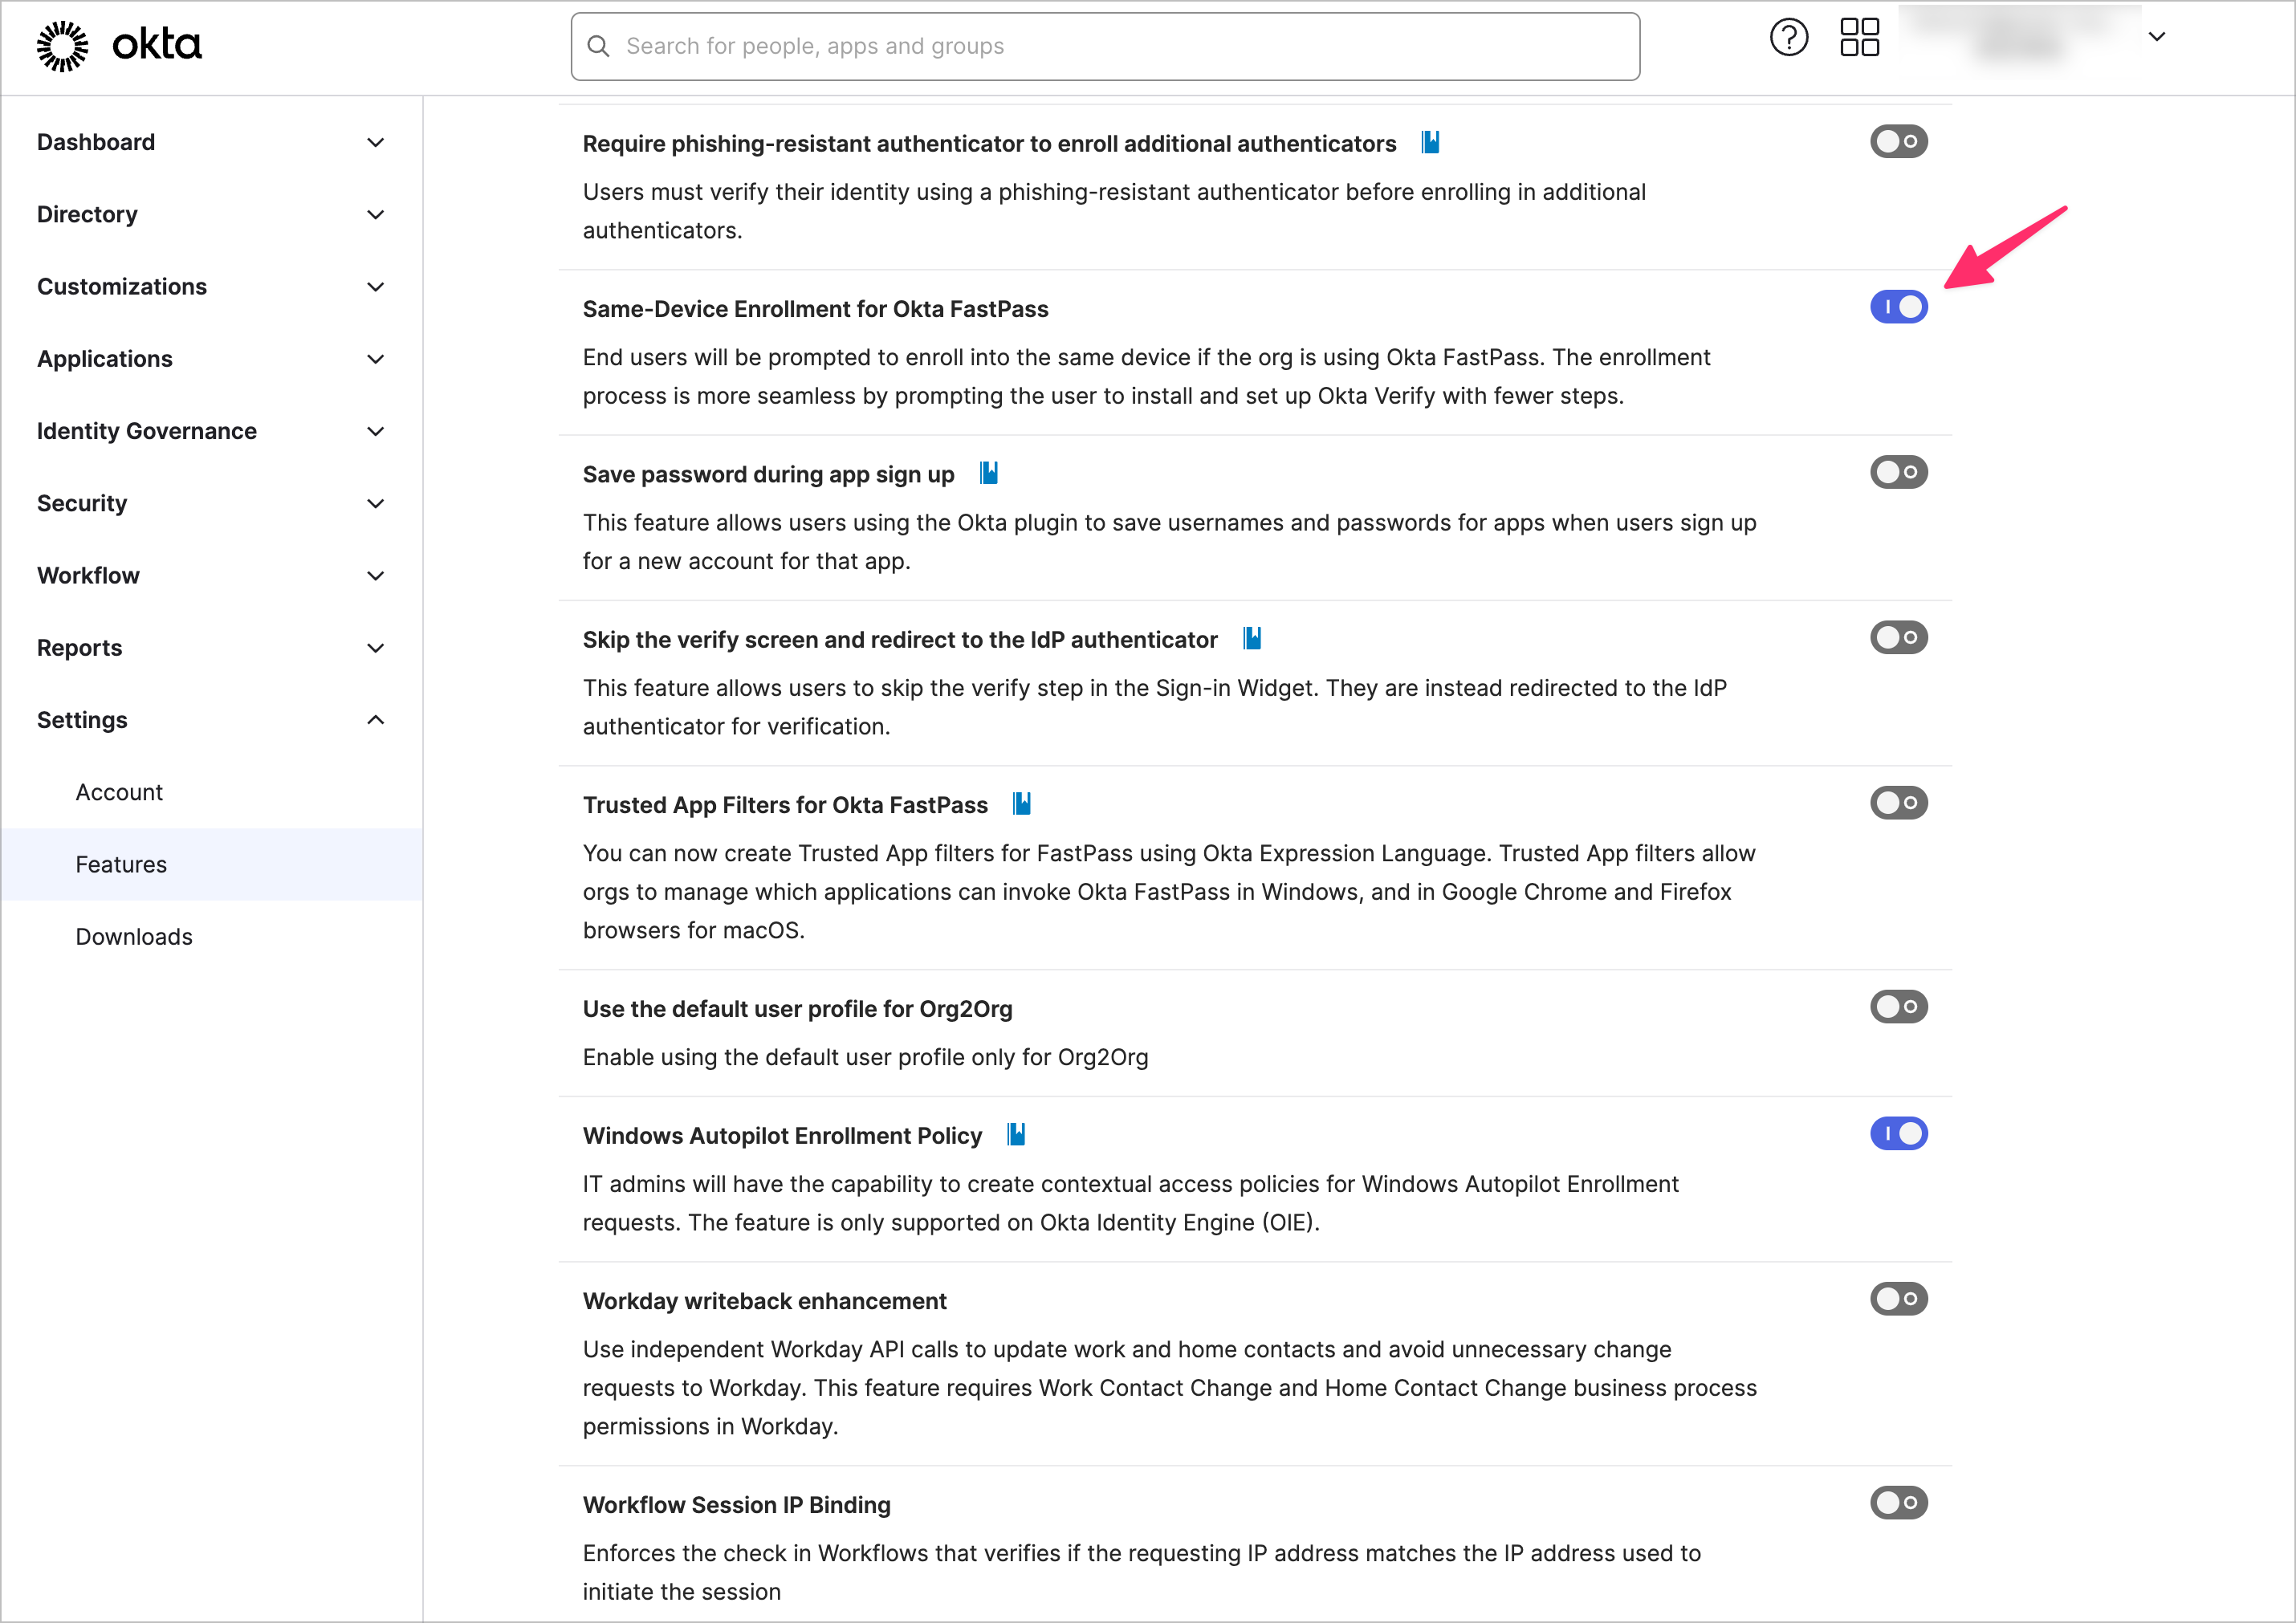 okta
Search for people, apps and groups
Dashboard
Directory
Customizations
Applications
Identity Governance
Security
Workflow
Reports
Settings
Account
Features
Downloads
Require phishing-resistant authenticator to enroll additional authenticators
Users must verify their identity using a phishing-resistant authenticator before enrolling in additional
authenticators.
Same-Device Enrollment for Okta FastPass
End users will be prompted to enroll into the same device if the org is using Okta FastPass. The enrollment
process is more seamless by prompting the user to install and set up Okta Verify with fewer steps.
Save password during app sign up
This feature allows users using the Okta plugin to save usernames and passwords for apps when users sign up
for a new account for that app.
Skip the verify screen and redirect to the IdP authenticator
This feature allows users to skip the verify step in the Sign-in Widget. They are instead redirected to the IdP
authenticator for verification.
Trusted App Filters for Okta FastPass
You can now create Trusted App filters for FastPass using Okta Expression Language. Trusted App filters allow
orgs to manage which applications can invoke Okta FastPass in Windows, and in Google Chrome and Firefox
browsers for macOS.
Use the default user profile for Org2Org
Enable using the default user profile only for Org2Org
Windows Autopilot Enrollment Policy
IT admins will have the capability to create contextual access policies for Windows Autopilot Enrollment
requests. The feature is only supported on Okta Identity Engine (OIE).
Workday writeback enhancement
Use independent Workday API calls to update work and home contacts and avoid unnecessary change
requests to Workday. This feature requires Work Contact Change and Home Contact Change business process
permissions in Workday.
Workflow Session IP Binding
Enforces the check in Workflows that verifies if the requesting IP address matches the IP address used to
initiate the session